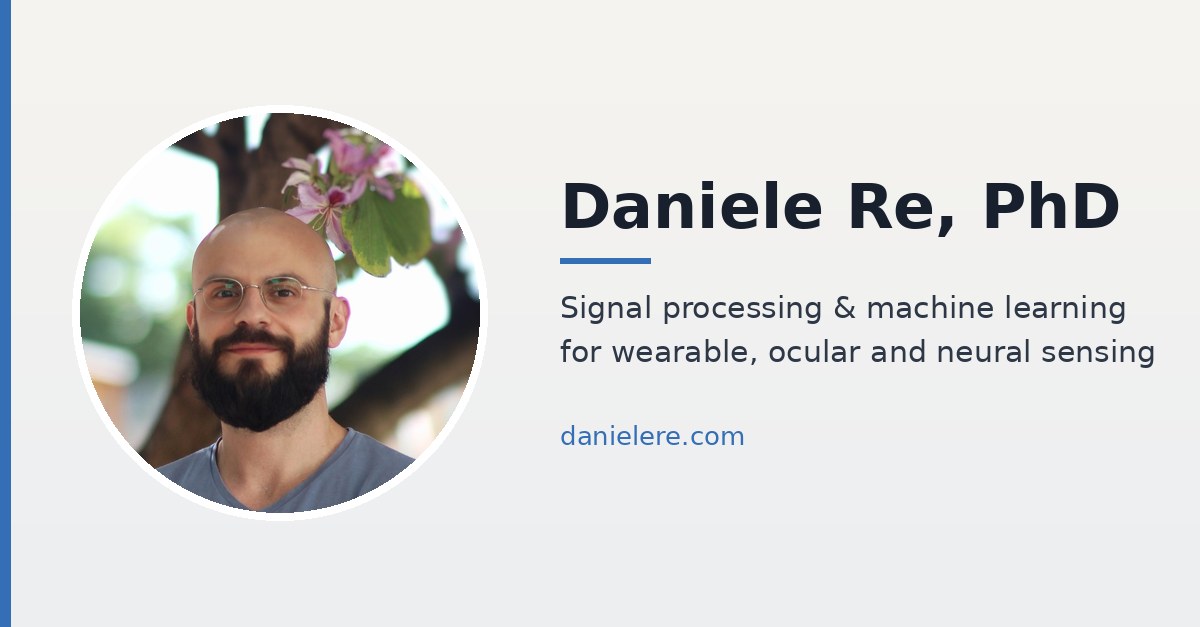 Daniele Re, PhD
Signal processing & machine learning
for wearable, ocular and neural sensing
danielere.com